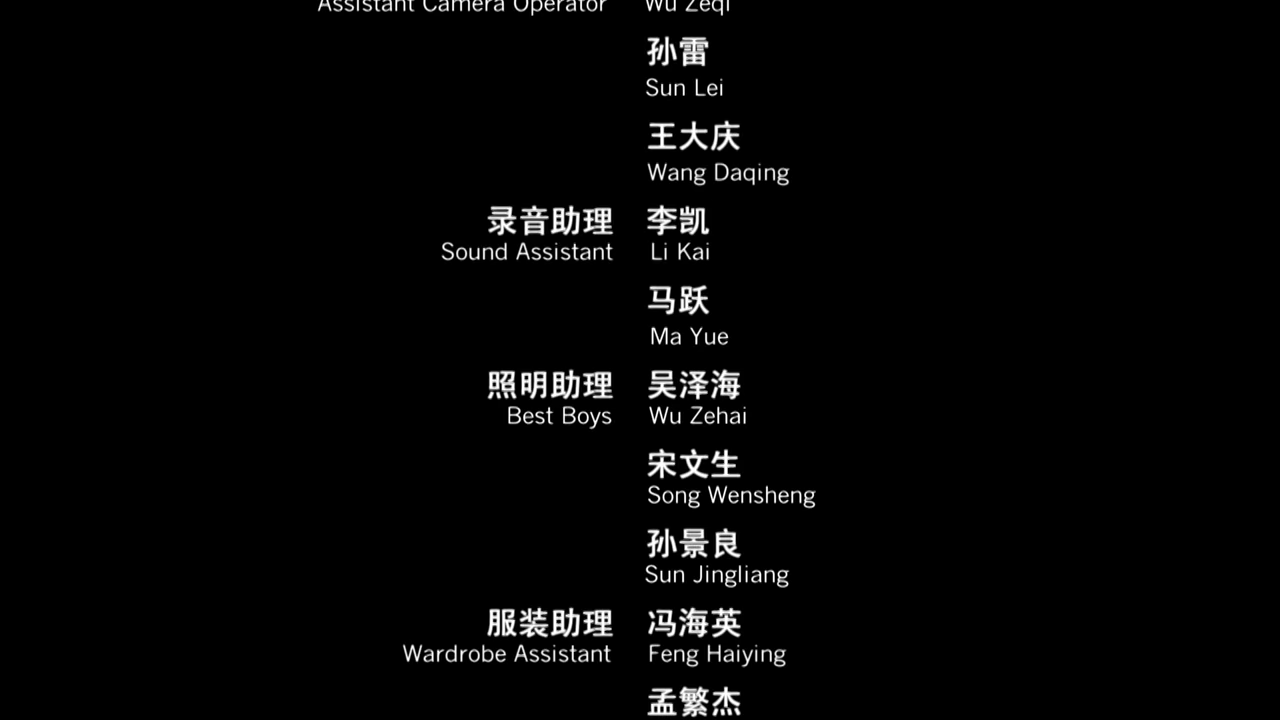 Assistant Camera Operator Wu Zeqi
孙雷
Sun Lei
王大庆
Wang Daqing
录音助理 李凯
Sound Assistant Li Kai
马跃
Ma Yue
照明助理 吴泽海
Best Boys Wu Zehai
宋文生
Song Wensheng
孙景良
Sun Jingliang
服装助理 冯海英
Wardrobe Assistant Feng Haiying
孟繁杰